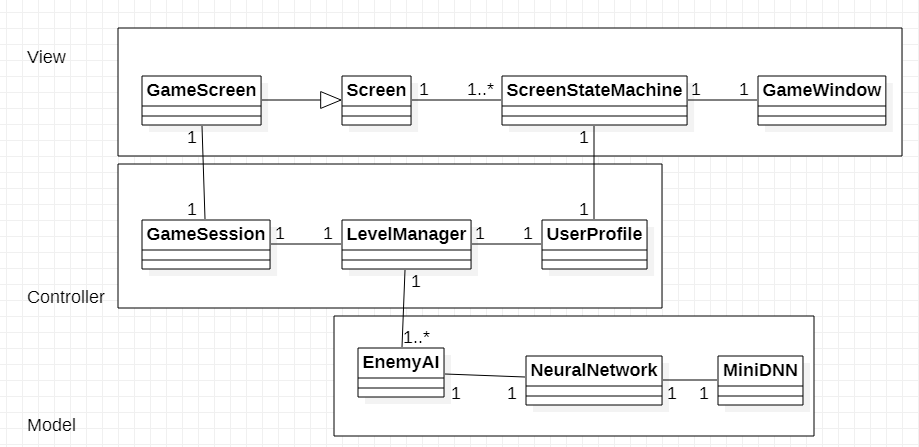 View
GameScreen
Screen
1
1..*
ScreenStateMachine
1
1
GameWindow
1
1
1
1
GameSession
1
1
LevelManager
1
1
UserProfile
1
Controller
1..*
EnemyAI
1
1
NeuralNetwork
1
1
MiniDNN
Model